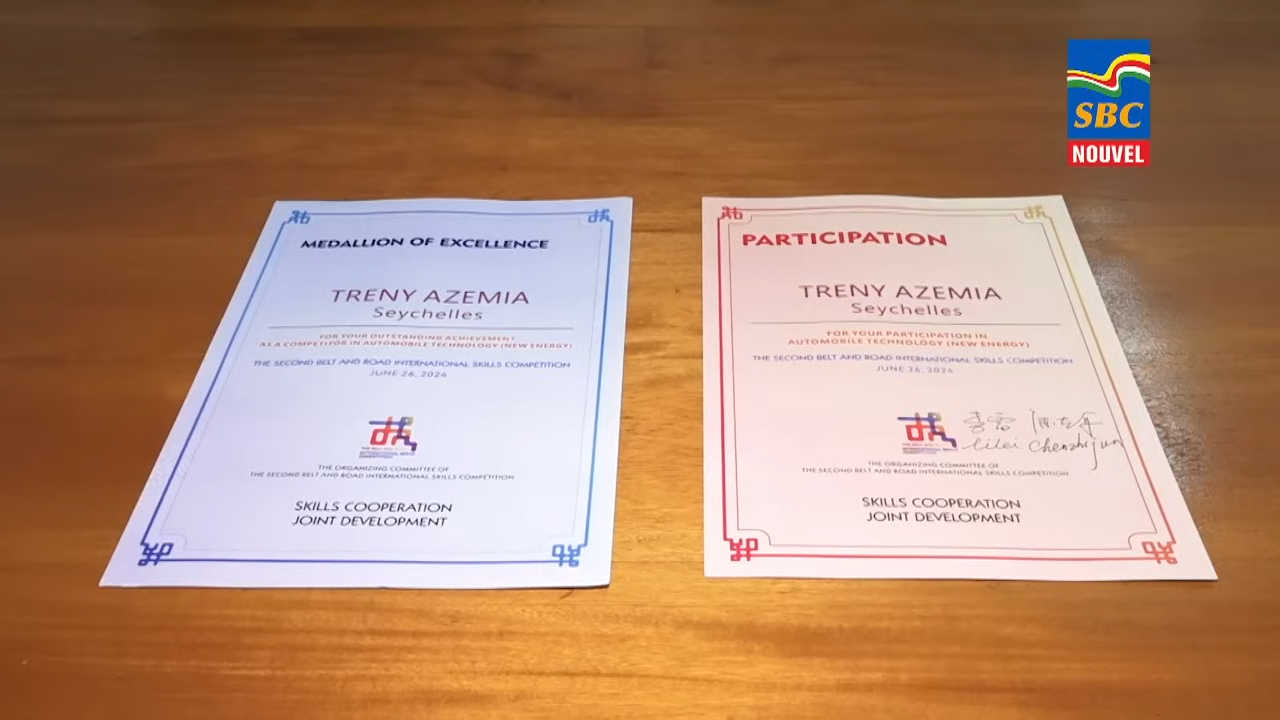 SBC
NOUVEL
MEDALLION OF EXCELLENCE
TRENY AZEMIA
Seychelles
FOR YOUR OUTSTANDING ACHIEVEMENT
AS A COMPETITOR IN AUTOMOBILE TECHNOLOGY (NEW ENERGY)
THE SECOND BELT AND ROAD INTERNATIONAL SKILLS COMPETITION
JUNE 26, 2024
THE ORGANIZING COMMITTEE OF
THE SECOND BELT AND ROAD INTERNATIONAL SKILLS COMPETITION
SKILLS COOPERATION
JOINT DEVELOPMENT
PARTICIPATION
TRENY AZEMIA
Seychelles
FOR YOUR PARTICIPATION IN
AUTOMOBILE TECHNOLOGY (NEW ENERGY)
THE SECOND BELT AND ROAD INTERNATIONAL SKILLS COMPETITION
JUNE 26, 2024
lilei Chenzhijun
THE ORGANIZING COMMITTEE OF
THE SECOND BELT AND ROAD INTERNATIONAL SKILLS COMPETITION
SKILLS COOPERATION
JOINT DEVELOPMENT